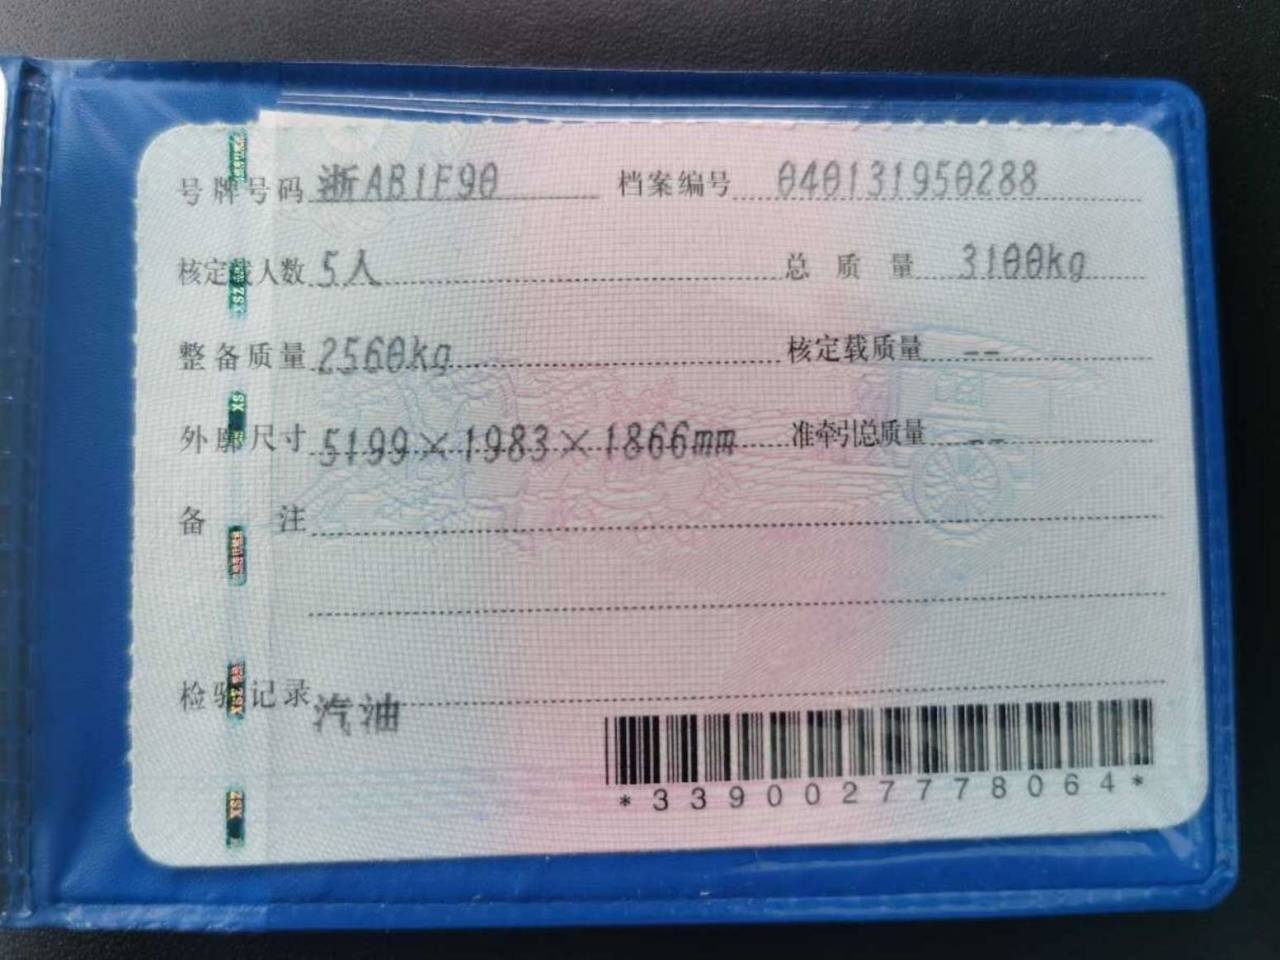 号牌号码 浙AB1F90 档案编号 040131950288
核定载人数 5人 总质量 3100kg
整备质量 2560kg 核定载质量 --
外廓尺寸 5199×1983×1866mm 准牵引总质量 --
备注
检验记录 汽油
*3390027778064*